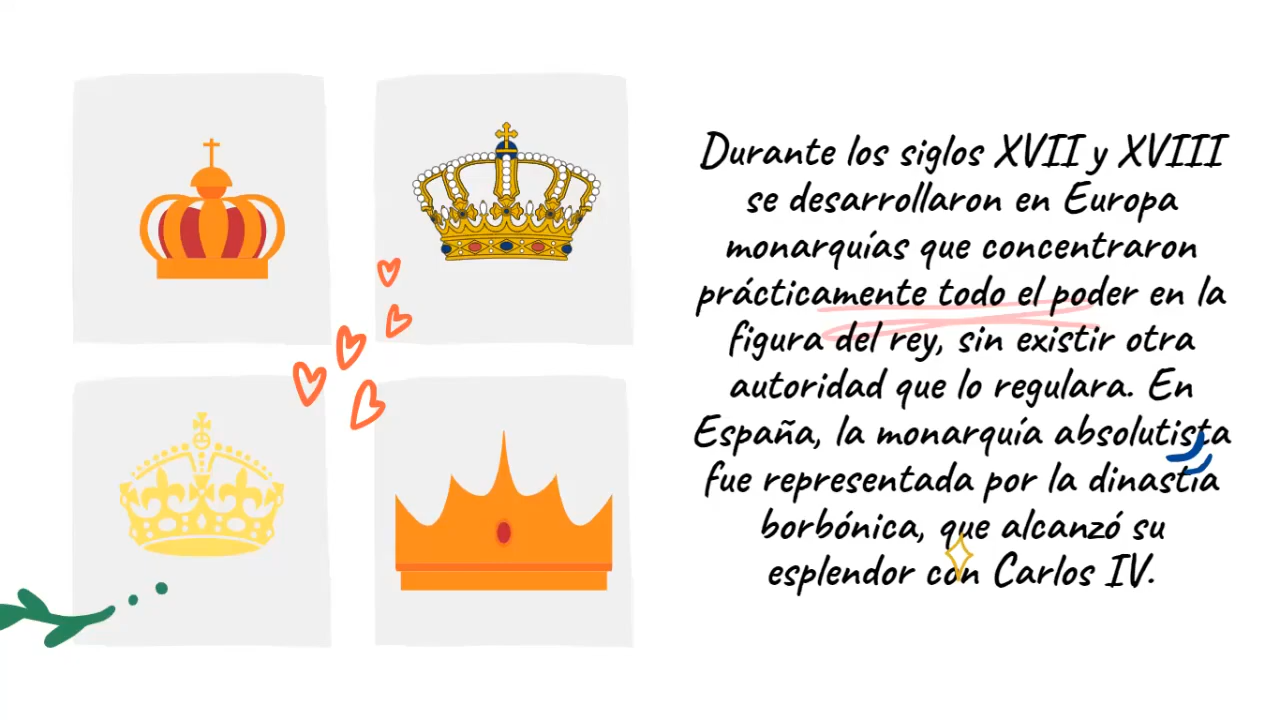 Durante los siglos XVII y XVIII
se desarrollaron en Europa
monarquías que concentraron
prácticamente todo el poder en la
figura del rey, sin existir otra
autoridad que lo regulara. En
España, la monarquía absolutista
fue representada por la dinastía
borbónica, que alcanzó su
esplendor con Carlos IV.